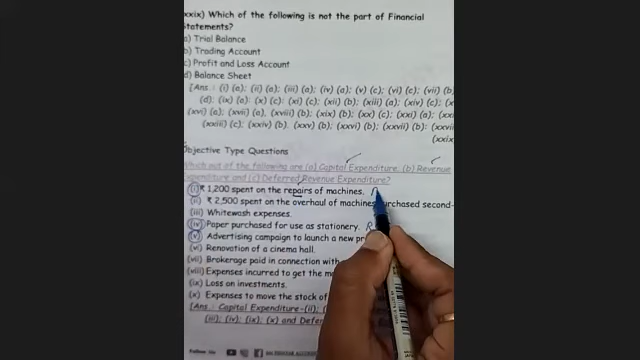 xxix) Which of the following is not the part of Financial
Statements?
a) Trial Balance
b) Trading Account
c) Profit and Loss Account
d) Balance Sheet
[Ans. : (i) (a); (ii) (a); (iii) (a); (iv) (a); (v) (c); (vi) (c); (vii) (b)
(d); (ix) (a); (x) (c); (xi) (c); (xii) (b); (xiii) (a); (xiv) (c); (x
xvi) (a); (xvii) (a), (xviii) (b); (xix) (b); (xx) (c); (xxi) (a);
(xxiii) (c); (xxiv) (b); (xxv) (b); (xxvi) (b); (xxvii) (b); (xxvii
(xxix)
Objective Type Questions
Which out of the following are (a) Capital Expenditure, (b) Revenue
Expenditure and (c) Deferred Revenue Expenditure?
(i) ₹ 1,200 spent on the repairs of machines.
(ii) ₹ 2,500 spent on the overhaul of machines purchased second-
(iii) Whitewash expenses.
(iv) Paper purchased for use as stationery. R
(v) Advertising campaign to launch a new pr
(vi) Renovation of a cinema hall.
(vii) Brokerage paid in connection with
(viii) Expenses incurred to get the
(ix) Loss on investments.
(x) Expenses to move the stock of
[Ans.: Capital Expenditure-(ii);
(iii); (iv); (ix); (x) and Defer
Follow Us: